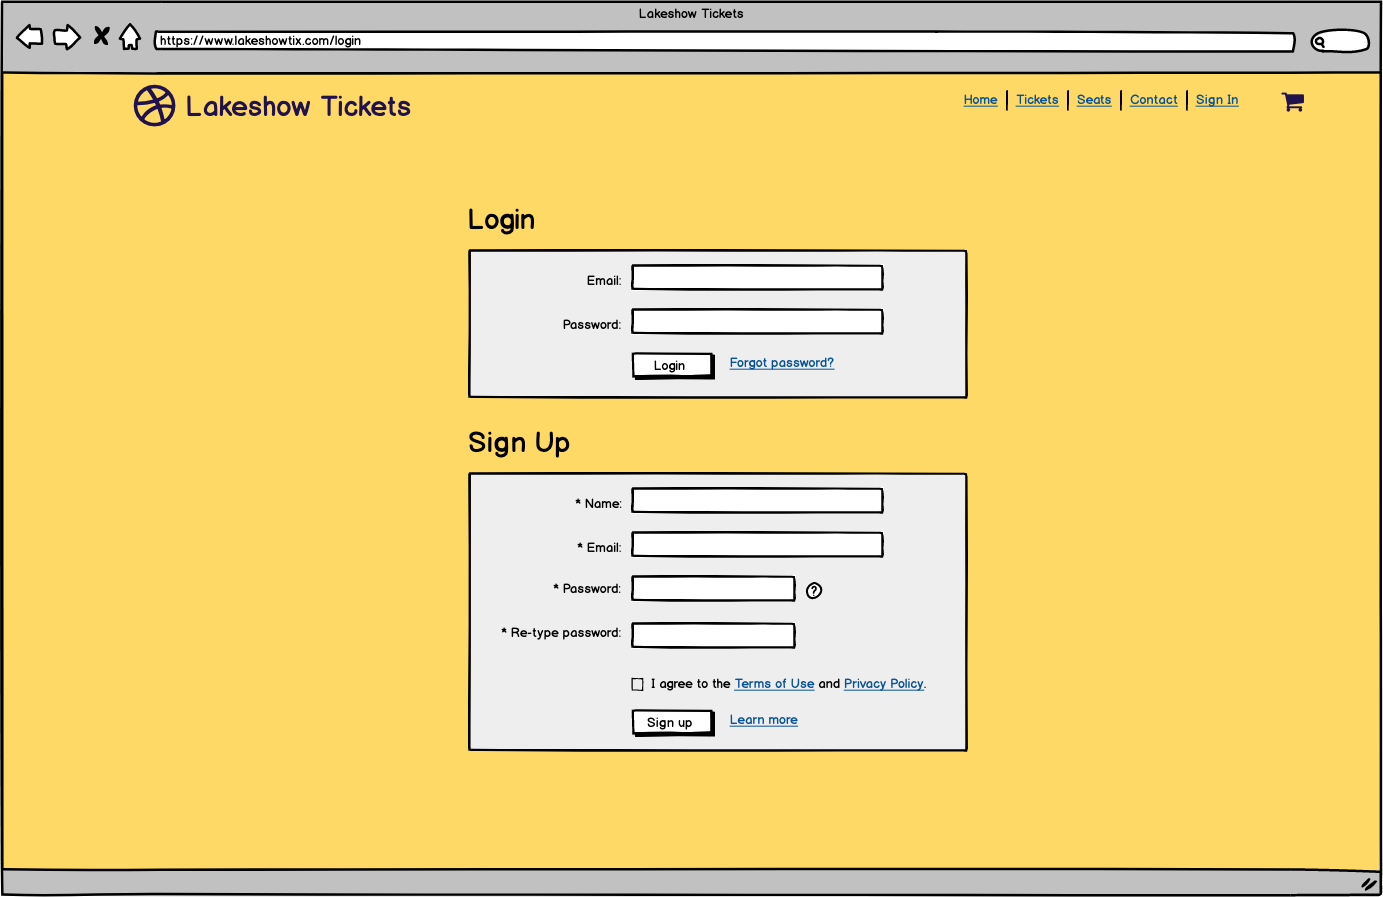 Lakeshow Tickets
https://www.lakeshowtix.com/login
Lakeshow Tickets
Home Tickets Seats Contact Sign In
Login
Email:
Password:
Login Forgot password?
Sign Up
* Name:
* Email:
* Password: ?
* Re-type password:
I agree to the Terms of Use and Privacy Policy.
Sign up Learn more